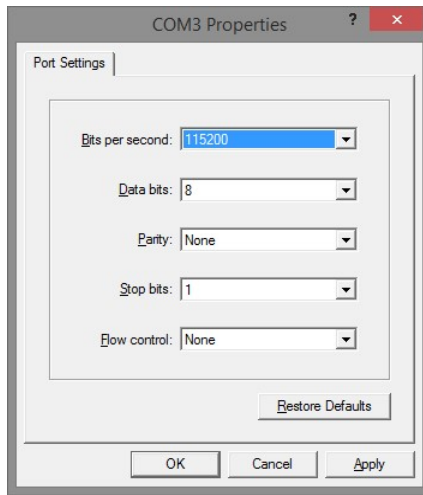 COM3 Properties ?
Port Settings
Bits per second: 115200
Data bits: 8
Parity: None
Stop bits: 1
Flow control: None
Restore Defaults
OK Cancel Apply